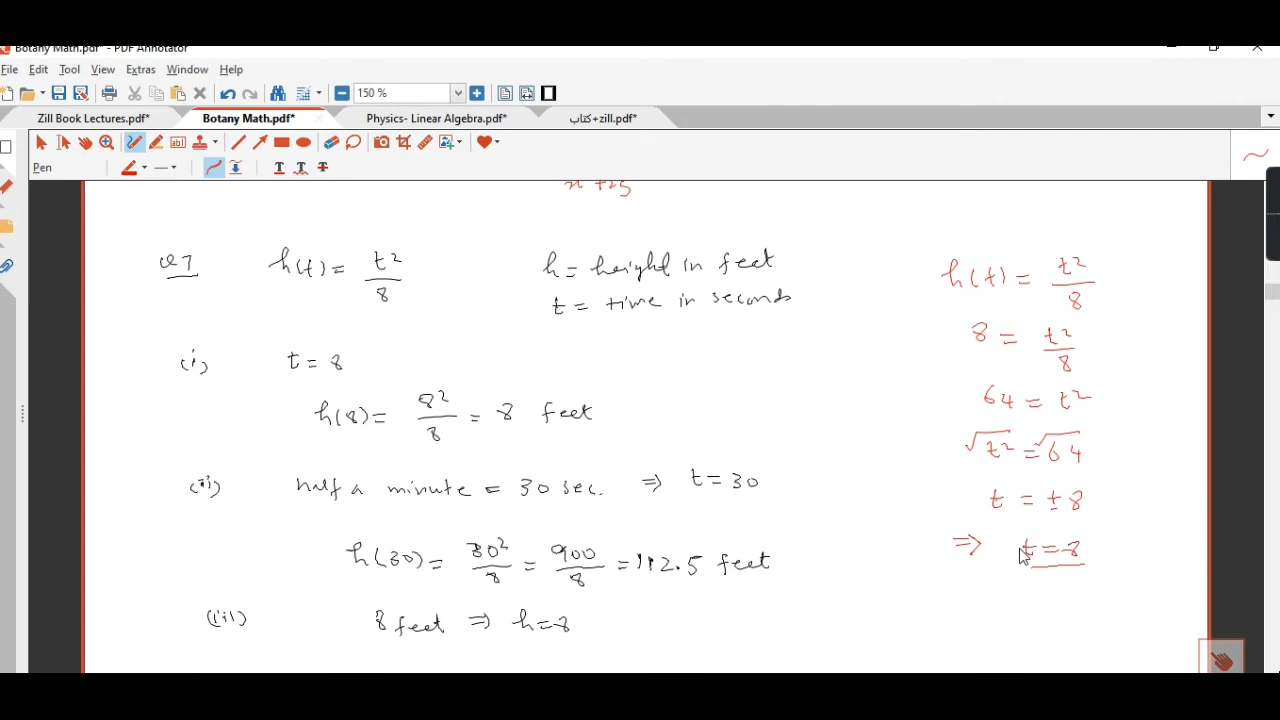 Botany Math.pdf* - PDF Annotator
File Edit Tool View Extras Window Help
150 %
Zill Book Lectures.pdf* Botany Math.pdf* Physics- Linear Algebra.pdf* کتاب+zill.pdf*
Pen
Q7 h(t) = t²/8 h = height in feet
t = time in seconds
(i) t = 8
h(8) = 8²/8 = 8 feet
(ii) half a minute = 30 sec. ⇒ t = 30
h(30) = 30²/8 = 900/8 = 112.5 feet
(iii) 8 feet ⇒ h = 8
h(t) = t²/8
8 = t²/8
64 = t²
√t² = √64
t = ±8
⇒ t = 8